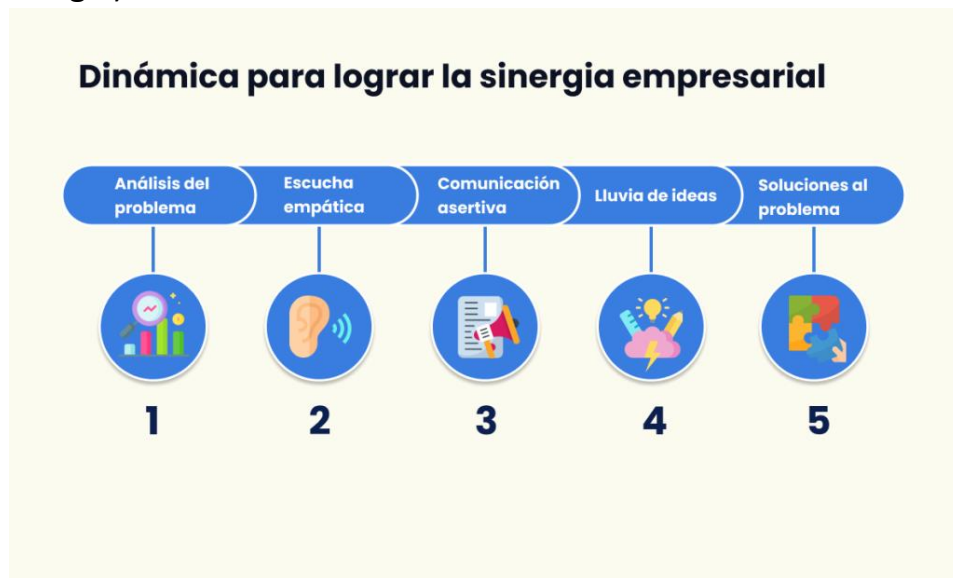 Dinámica para lograr la sinergia empresarial
Análisis del
problema
Escucha
empática
Comunicación
asertiva
Lluvia de ideas
Soluciones al
problema
1
2
3
4
5